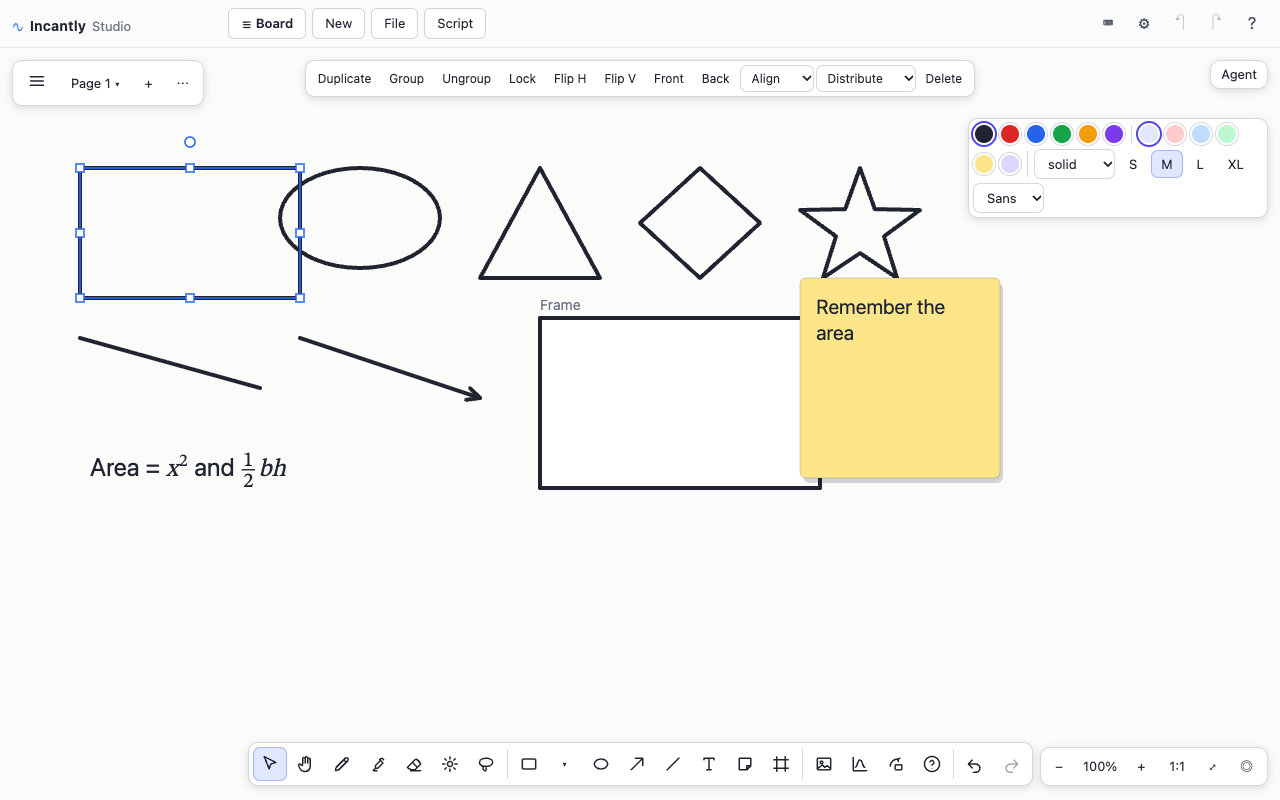 Incantly Studio
≡ Board New File Script ?
Page 1 ▾ + ···
Duplicate Group Ungroup Lock Flip H Flip V Front Back Align Distribute Delete
Agent
solid S M L XL
Sans
Frame
Remember the
area
Area = x² and ½ bh
− 100% + 1:1